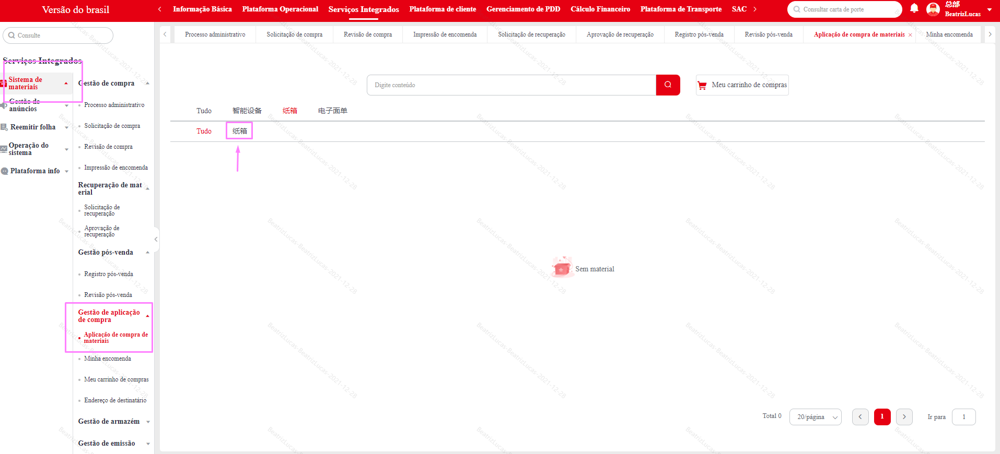 Versão do brasil
Informação Básica Plataforma Operacional Serviços Integrados Plataforma de cliente Gerenciamento de PDD Cálculo Financeiro Plataforma de Transporte SAC
Consultar carta de porte
总部
BeatrizLucas
Consulte
Processo administrativo Solicitação de compra Revisão de compra Impressão de encomenda Solicitação de recuperação Aprovação de recuperação Registro pós-venda Revisão pós-venda Aplicação de compra de materiais Minha encomenda
Serviços Integrados
Sistema de
materiais
Gestão de
anúncios
Reemitir folha
Operação do
sistema
Plataforma info
Gestão de compra
Processo administrativo
Solicitação de compra
Revisão de compra
Impressão de encomenda
Recuperação de mat
erial
Solicitação de
recuperação
Aprovação de
recuperação
Gestão pós-venda
Registro pós-venda
Revisão pós-venda
Gestão de aplicação
de compra
Aplicação de compra de
materiais
Minha encomenda
Meu carrinho de compras
Endereço de destinatário
Gestão de armazém
Gestão de emissão
Digite conteúdo
Meu carrinho de compras
Tudo 智能设备 纸箱 电子面单
Tudo 纸箱
Sem material
Total 0 20/página 1 Ir para 1
BeatrizLucas-BeatrizLucas-2021-12-28